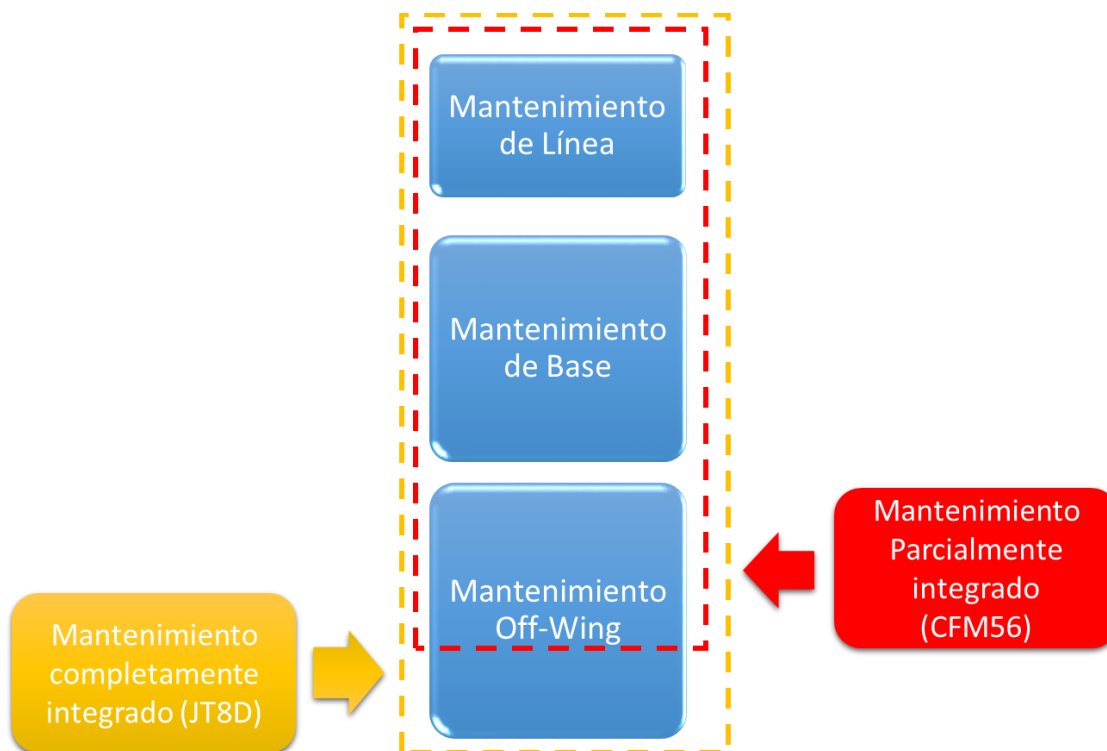 Mantenimiento
de Línea
Mantenimiento
de Base
Mantenimiento
Off-Wing
Mantenimiento
Parcialmente
integrado
(CFM56)
Mantenimiento
completamente
integrado (JT8D)